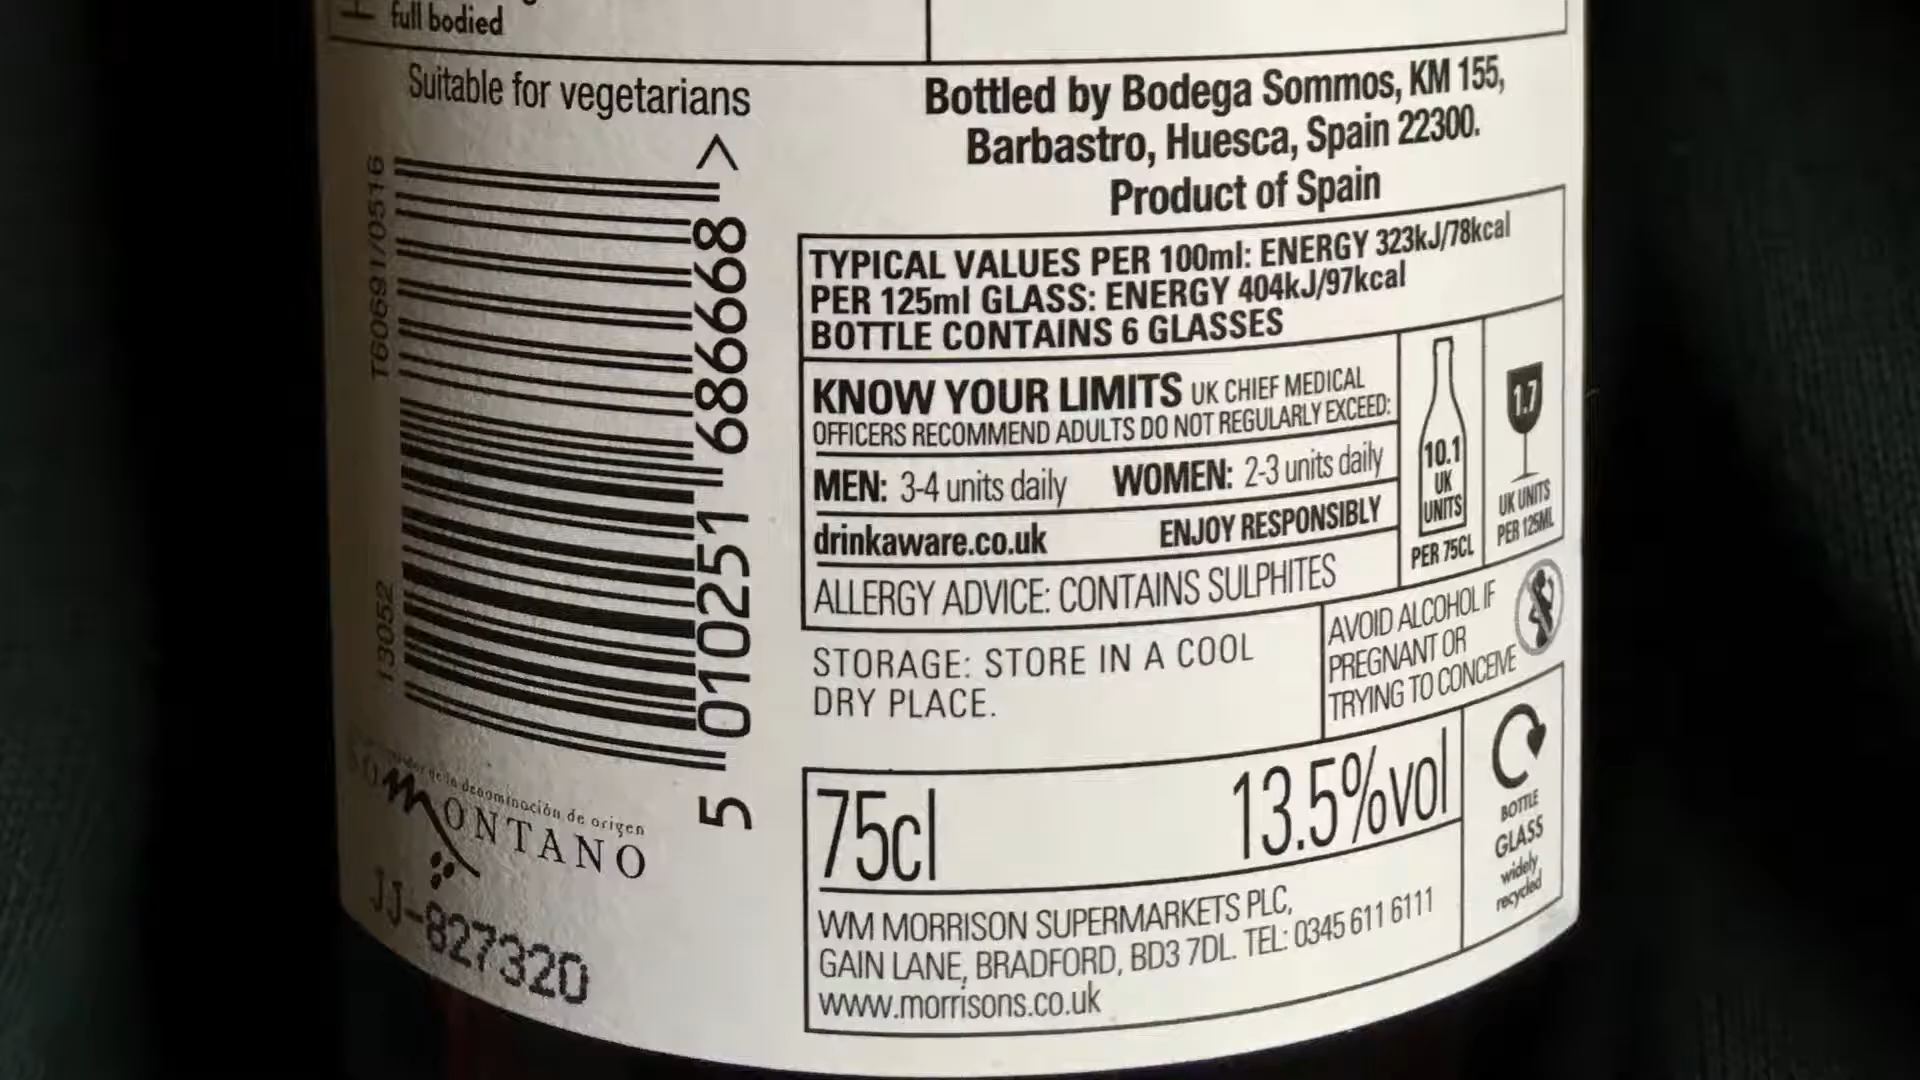 full bodied
Suitable for vegetarians
T60691/0516
13052
5 010251 686668 >
denominación de origen
SOMONTANO
JJ-827320
Bottled by Bodega Sommos, KM 155,
Barbastro, Huesca, Spain 22300.
Product of Spain
TYPICAL VALUES PER 100ml: ENERGY 323kJ/78kcal
PER 125ml GLASS: ENERGY 404kJ/97kcal
BOTTLE CONTAINS 6 GLASSES
KNOW YOUR LIMITS UK CHIEF MEDICAL
OFFICERS RECOMMEND ADULTS DO NOT REGULARLY EXCEED:
MEN: 3-4 units daily WOMEN: 2-3 units daily
drinkaware.co.uk ENJOY RESPONSIBLY
ALLERGY ADVICE: CONTAINS SULPHITES
10.1
UK
UNITS
PER 75CL
1.7
UK UNITS
PER 125ML
STORAGE: STORE IN A COOL
DRY PLACE.
AVOID ALCOHOL IF
PREGNANT OR
TRYING TO CONCEIVE
75cl 13.5%vol
WM MORRISON SUPERMARKETS PLC,
GAIN LANE, BRADFORD, BD3 7DL. TEL: 0345 611 6111
www.morrisons.co.uk
BOTTLE
GLASS
widely
recycled